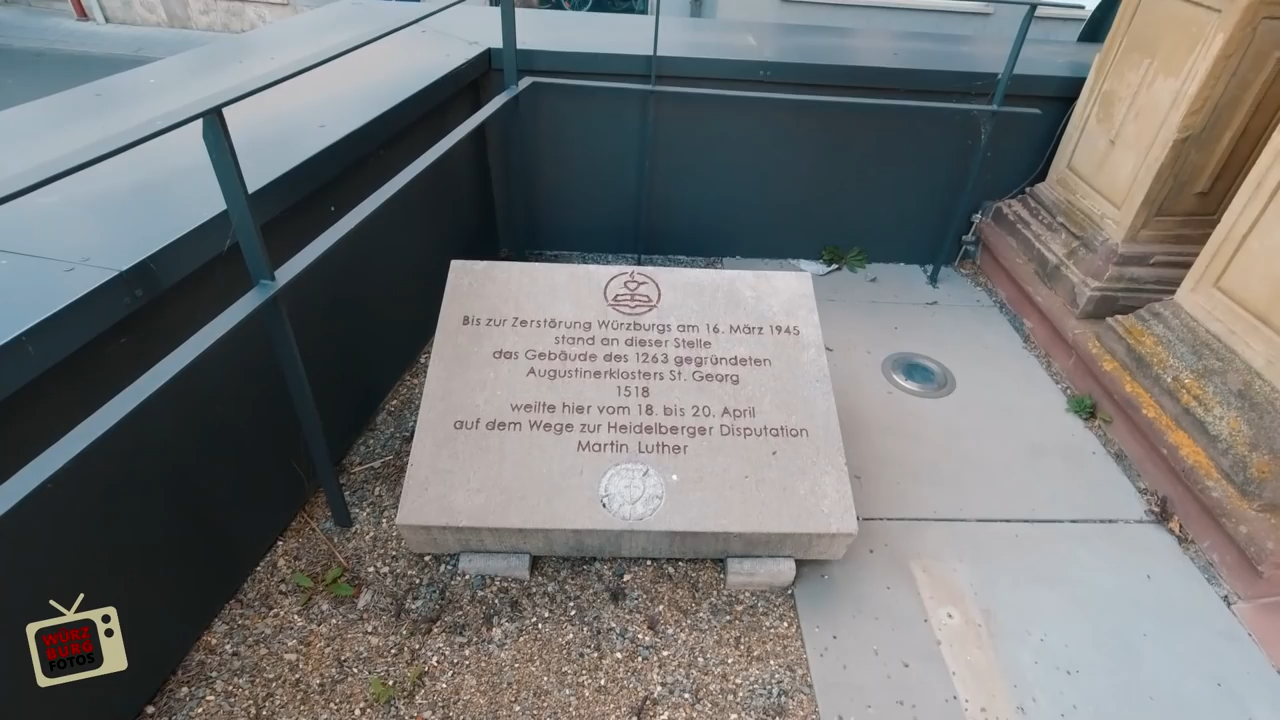 Bis zur Zerstörung Würzburgs am 16. März 1945
stand an dieser Stelle
das Gebäude des 1263 gegründeten
Augustinerklosters St. Georg
1518
weilte hier vom 18. bis 20. April
auf dem Wege zur Heidelberger Disputation
Martin Luther
WÜRZ
BURG
FOTOS